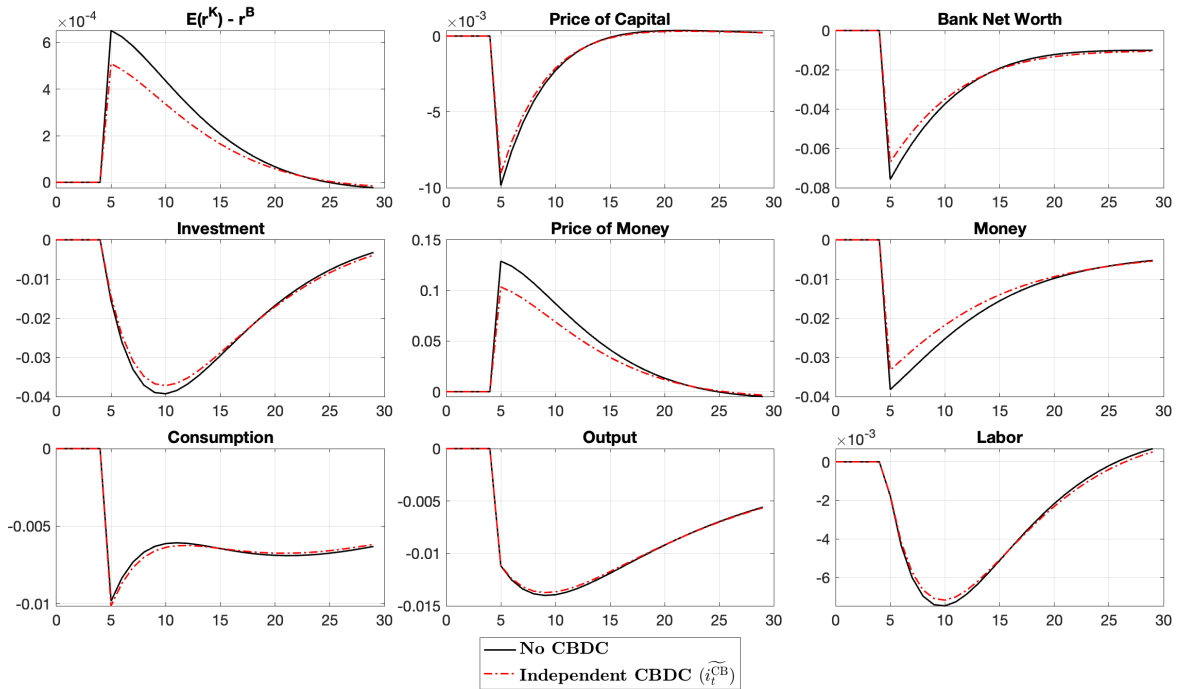 E(r^K) - r^B
×10^-4
6
4
2
0
0 5 10 15 20 25 30
Price of Capital
×10^-3
0
-5
-10
0 5 10 15 20 25 30
Bank Net Worth
0
-0.02
-0.04
-0.06
-0.08
0 5 10 15 20 25 30
Investment
0
-0.01
-0.02
-0.03
-0.04
0 5 10 15 20 25 30
Price of Money
0.15
0.1
0.05
0
0 5 10 15 20 25 30
Money
0
-0.01
-0.02
-0.03
-0.04
0 5 10 15 20 25 30
Consumption
0
-0.005
-0.01
0 5 10 15 20 25 30
Output
0
-0.005
-0.01
-0.015
0 5 10 15 20 25 30
Labor
×10^-3
0
-2
-4
-6
0 5 10 15 20 25 30
No CBDC
Independent CBDC (\widetilde{i_t^{CB}})